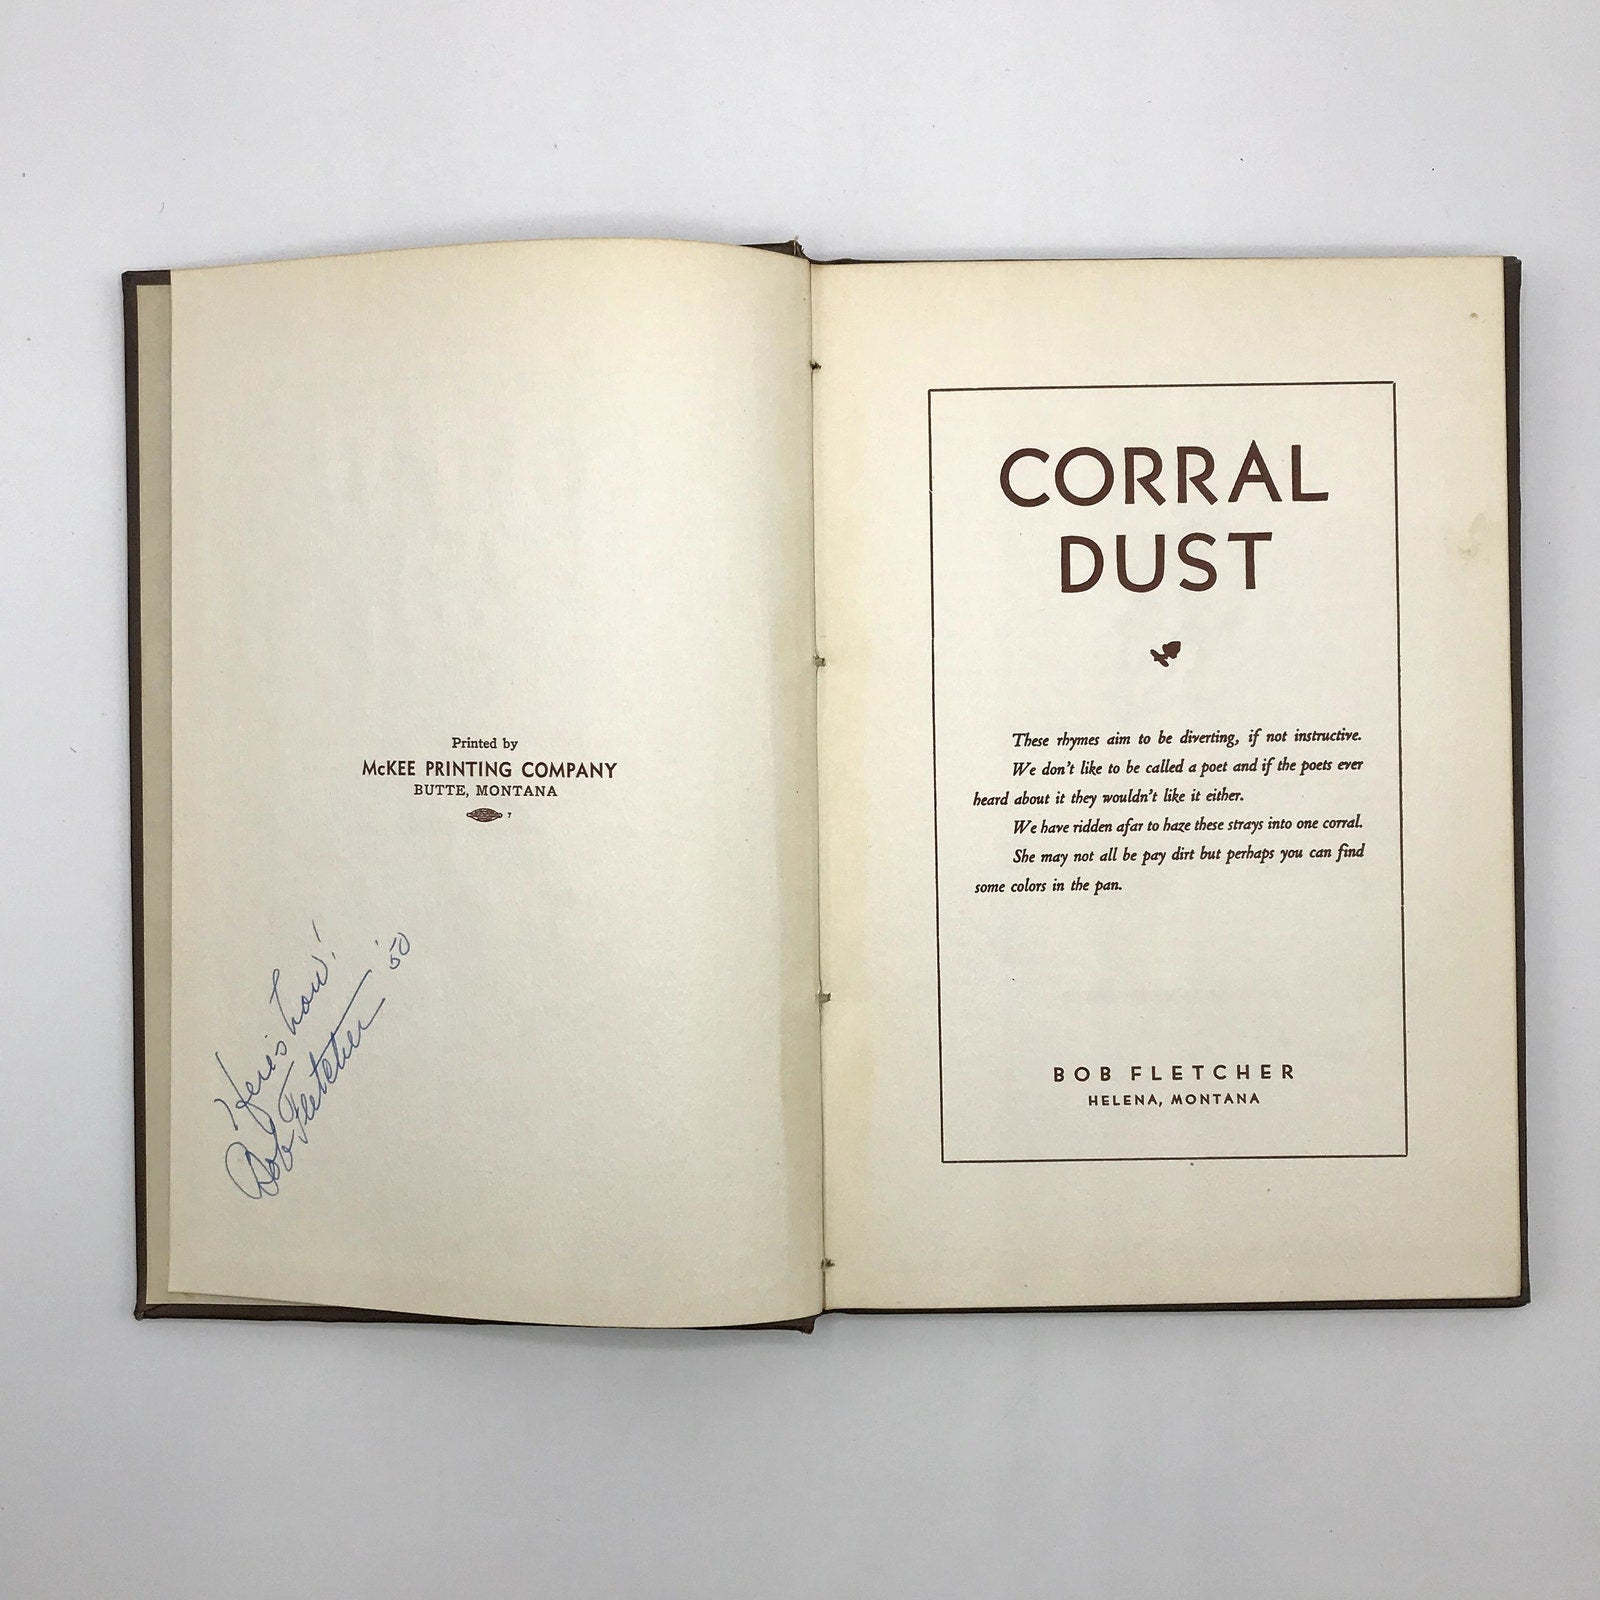 Printed by
McKEE PRINTING COMPANY
BUTTE, MONTANA
7
Here's how!
Bob Fletcher '50
CORRAL
DUST
These rhymes aim to be diverting, if not instructive.
We don't like to be called a poet and if the poets ever
heard about it they wouldn't like it either.
We have ridden afar to haze these strays into one corral.
She may not all be pay dirt but perhaps you can find
some colors in the pan.
BOB FLETCHER
HELENA, MONTANA